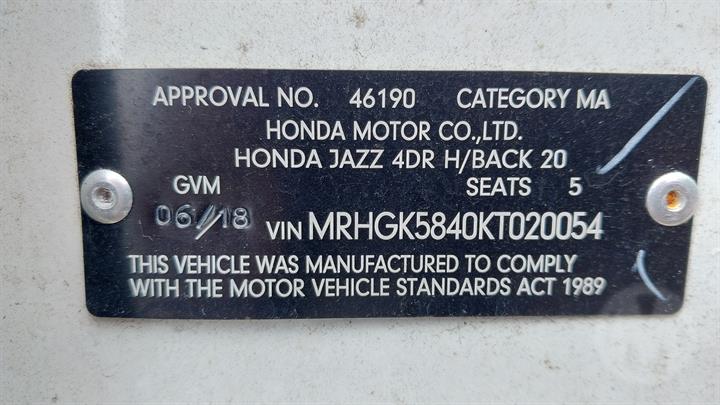 APPROVAL NO. 46190 CATEGORY MA
HONDA MOTOR CO.,LTD.
HONDA JAZZ 4DR H/BACK 20
GVM SEATS 5
06/18 VIN MRHGK5840KT020054
THIS VEHICLE WAS MANUFACTURED TO COMPLY
WITH THE MOTOR VEHICLE STANDARDS ACT 1989